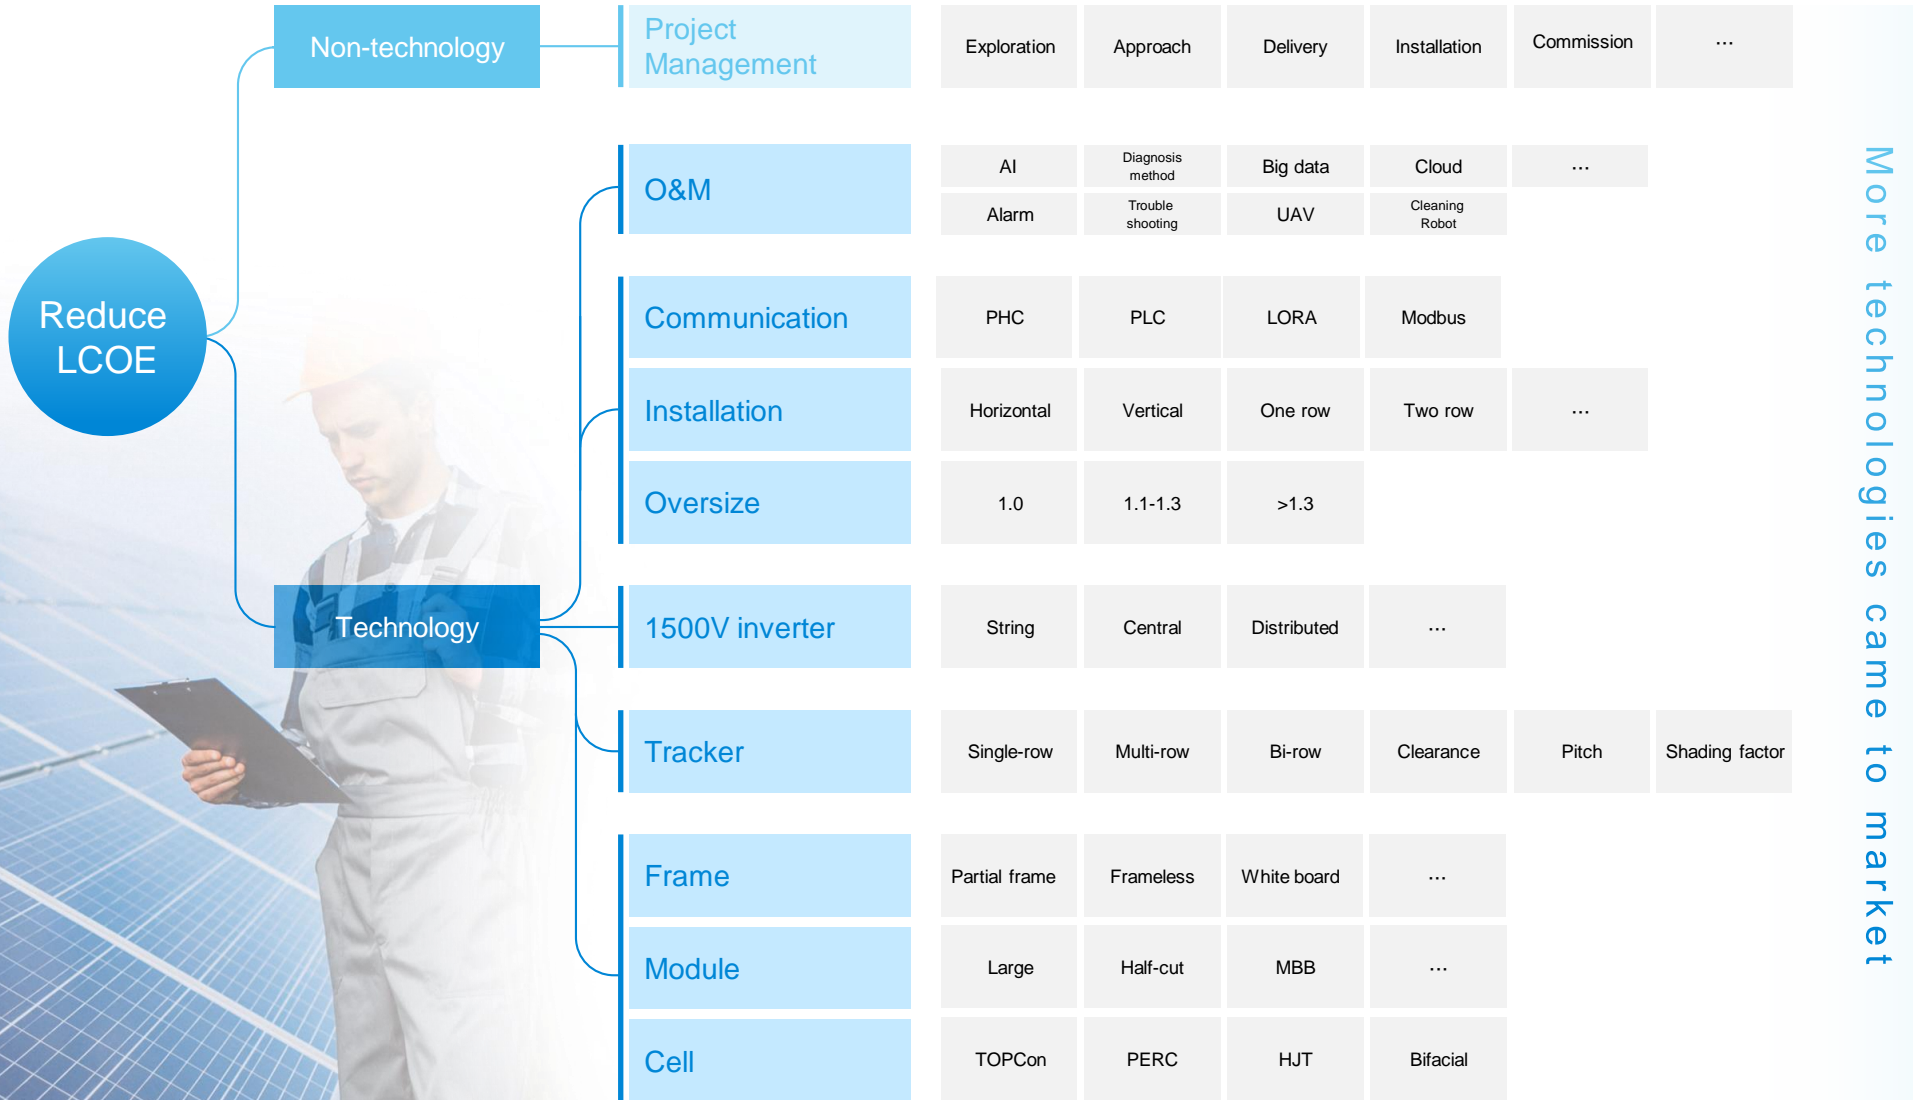 Reduce
LCOE
Non-technology
Project
Management
Exploration
Approach
Delivery
Installation
Commission
...
Technology
O&M
AI
Diagnosis
method
Big data
Cloud
...
Alarm
Trouble
shooting
UAV
Cleaning
Robot
Communication
PHC
PLC
LORA
Modbus
Installation
Horizontal
Vertical
One row
Two row
...
Oversize
1.0
1.1-1.3
>1.3
1500V inverter
String
Central
Distributed
...
Tracker
Single-row
Multi-row
Bi-row
Clearance
Pitch
Shading factor
Frame
Partial frame
Frameless
White board
...
Module
Large
Half-cut
MBB
...
Cell
TOPCon
PERC
HJT
Bifacial
More technologies came to market